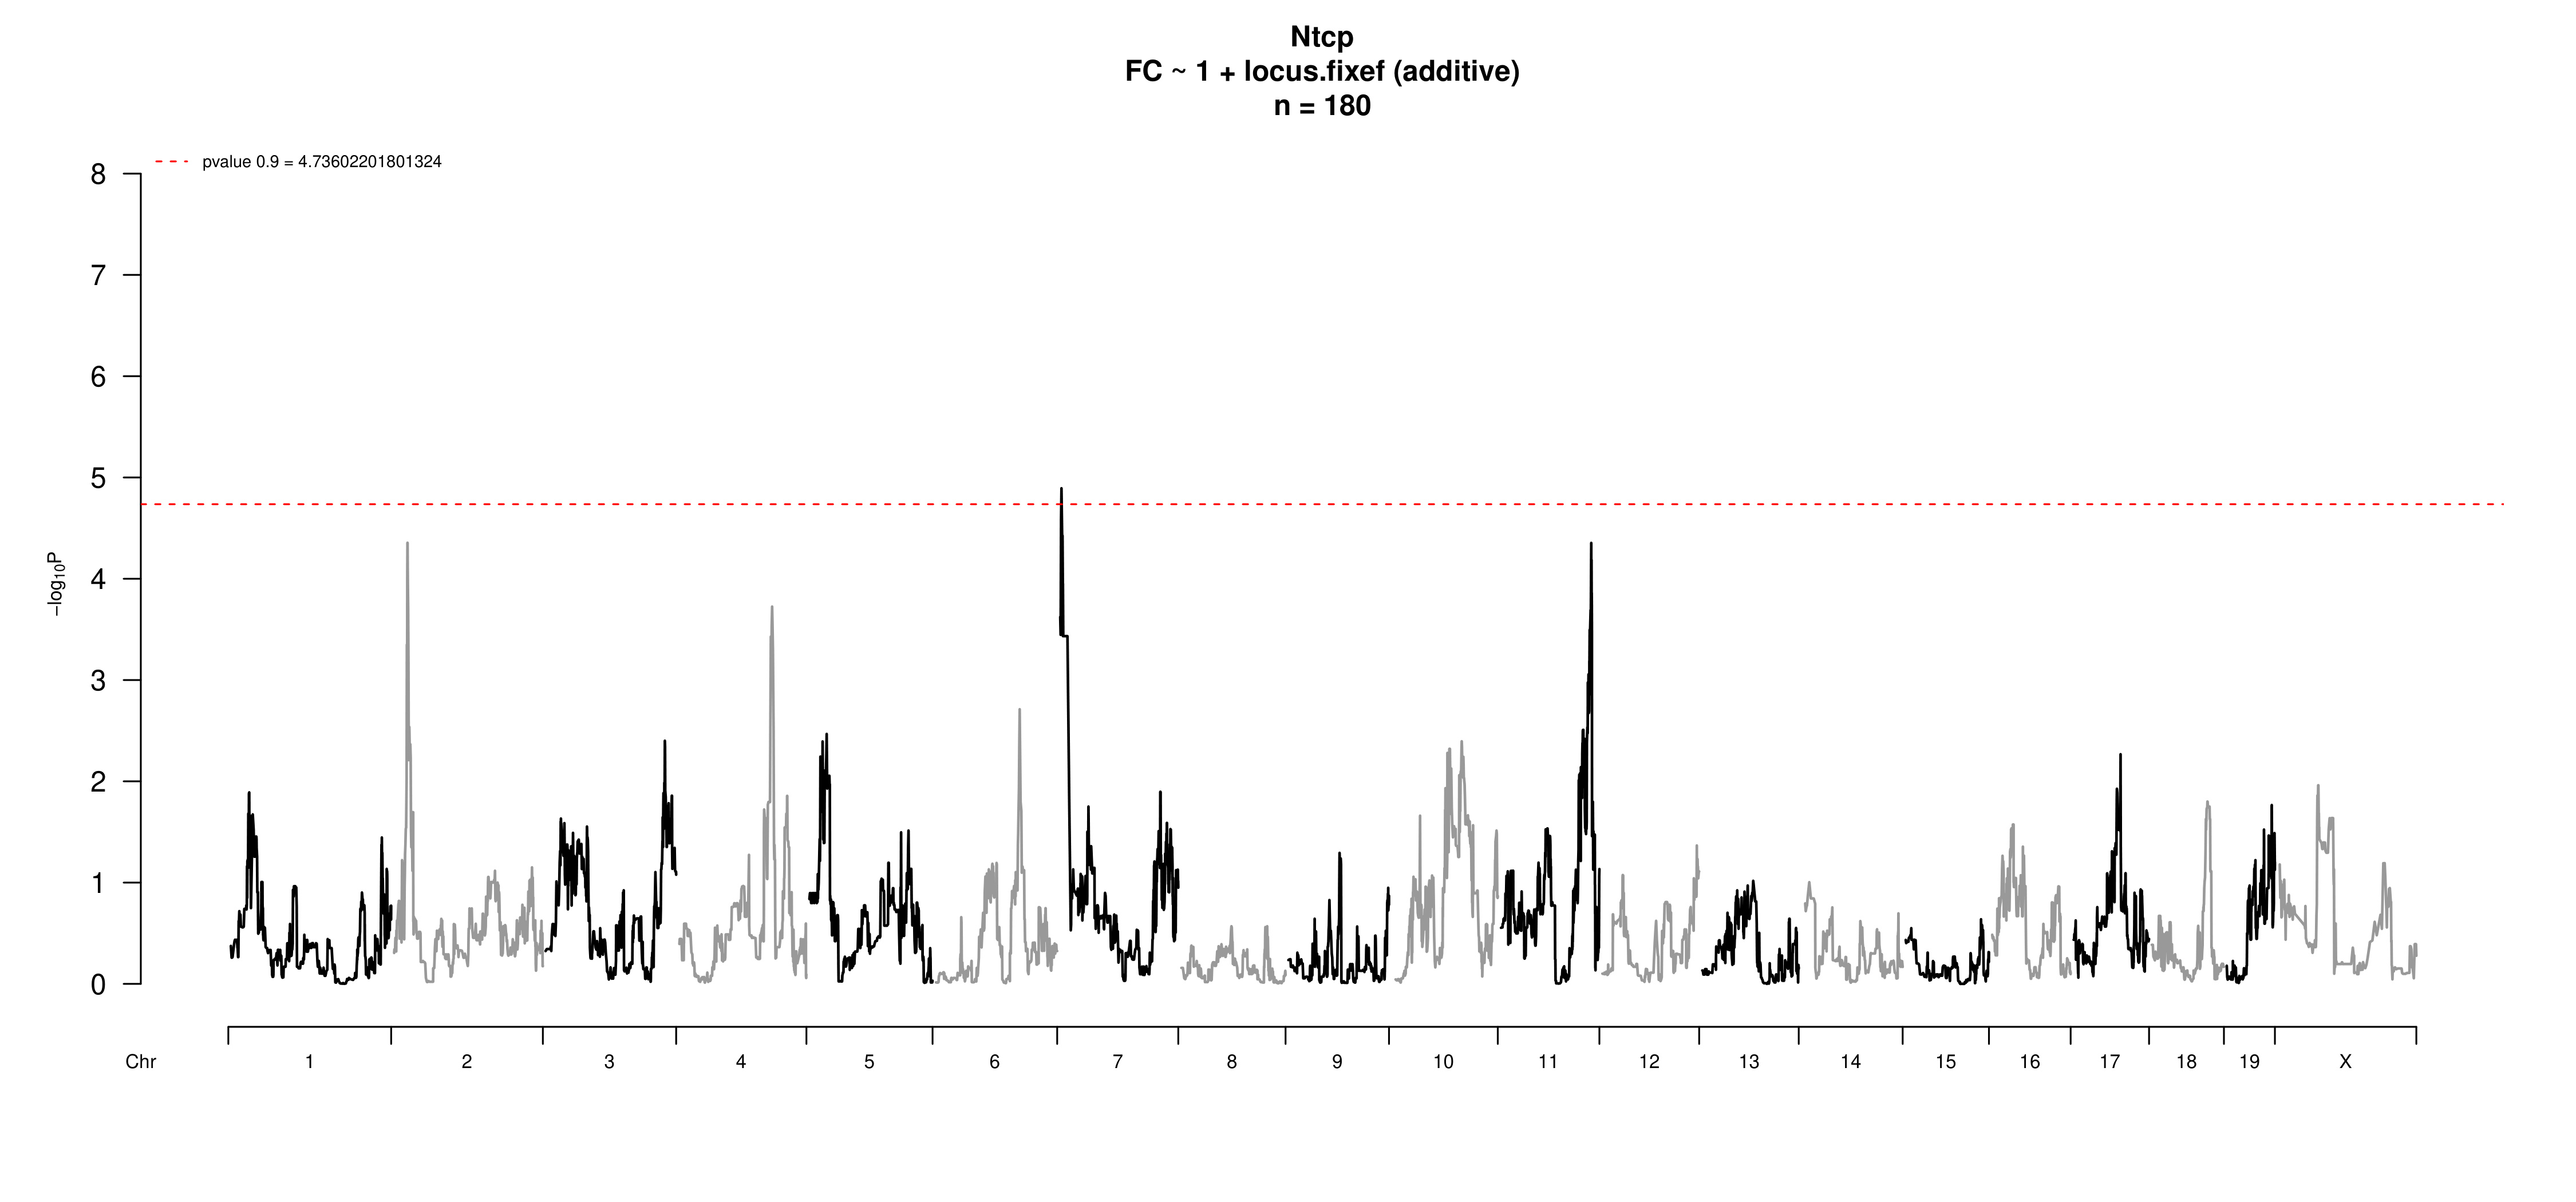 Ntcp
FC ~ 1 + locus.fixef (additive)
n = 180
pvalue 0.9 = 4.73602201801324
8
7
6
5
4
3
2
1
0
−log10P
Chr 1 2 3 4 5 6 7 8 9 10 11 12 13 14 15 16 17 18 19 X